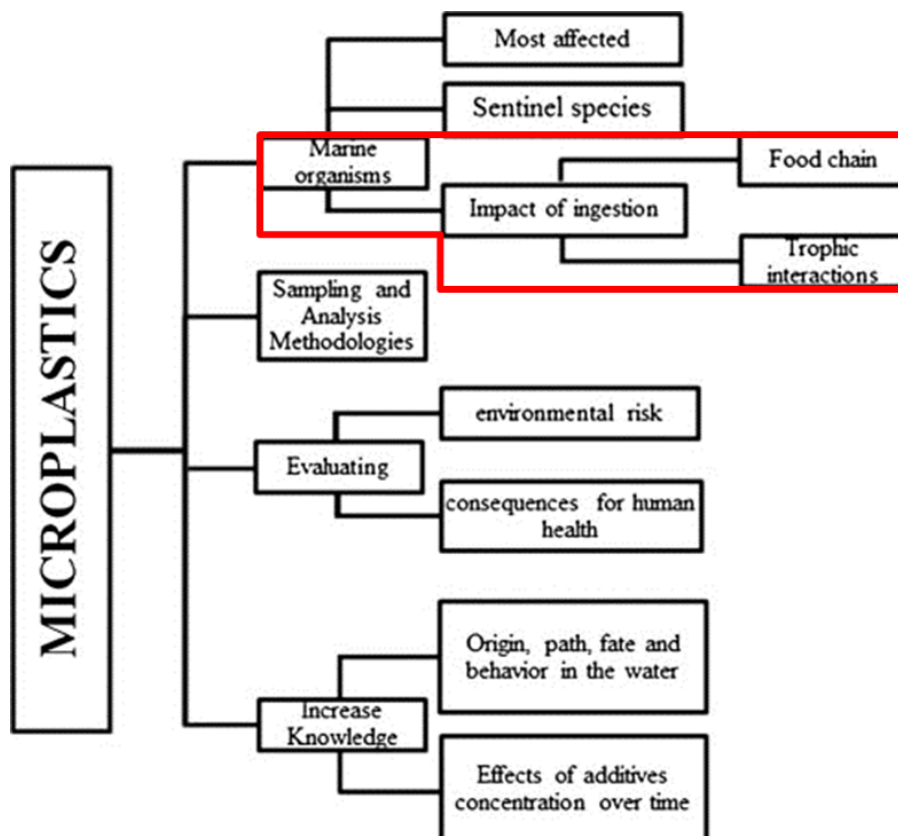 MICROPLASTICS
Marine
organisms
Most affected
Sentinel species
Impact of ingestion
Food chain
Trophic
interactions
Sampling and
Analysis
Methodologies
Evaluating
environmental risk
consequences for human
health
Increase
Knowledge
Origin, path, fate and
behavior in the water
Effects of additives
concentration over time